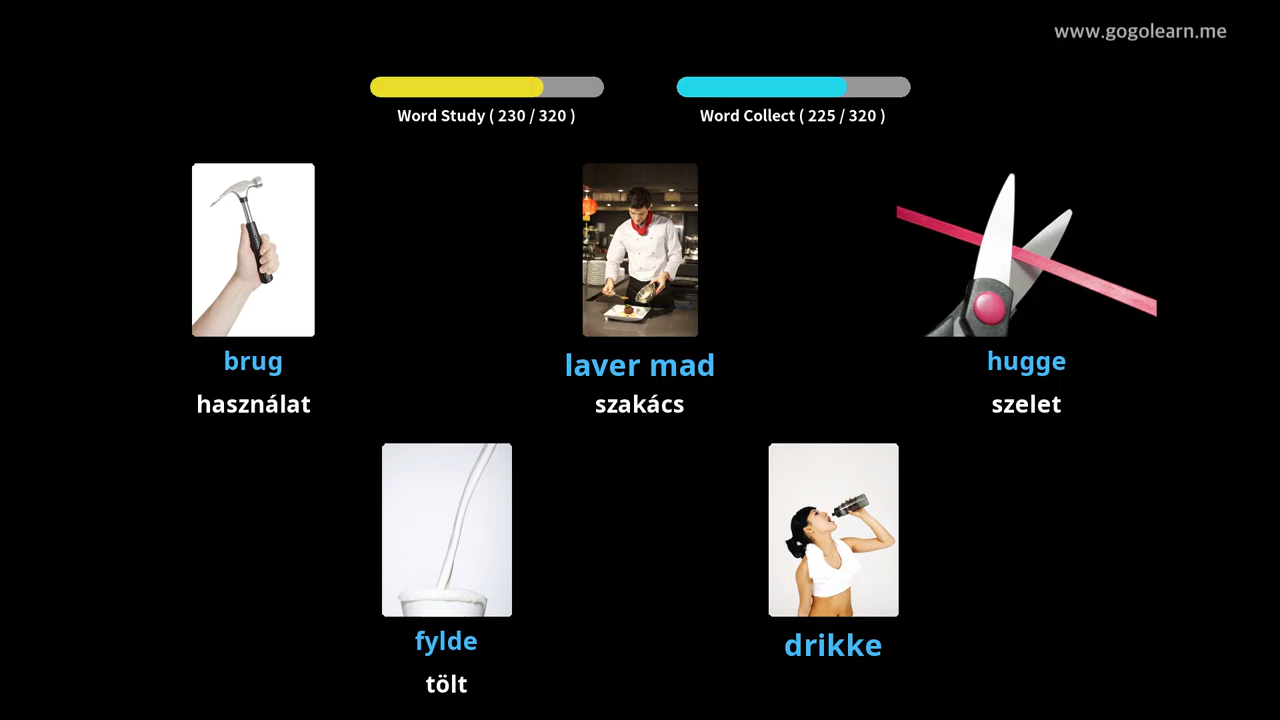 www.gogolearn.me
Word Study ( 230 / 320 )
Word Collect ( 225 / 320 )
brug
használat
laver mad
szakács
hugge
szelet
fylde
tölt
drikke